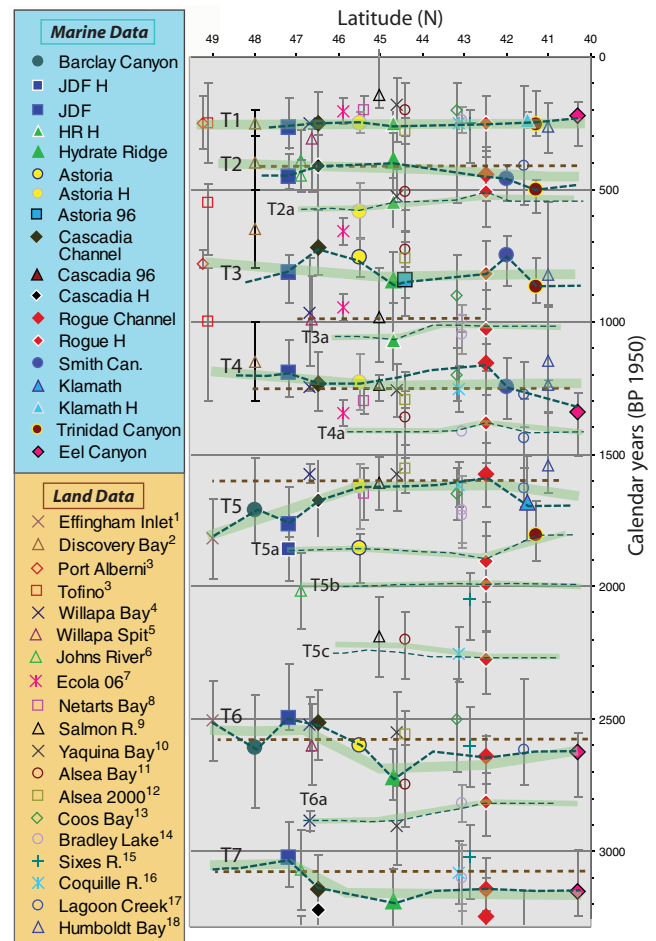 Latitude (N)
49 48 47 46 45 44 43 42 41 40
Marine Data
Barclay Canyon
JDF H
JDF
HR H
Hydrate Ridge
Astoria
Astoria H
Astoria 96
Cascadia
Channel
Cascadia 96
Cascadia H
Rogue Channel
Rogue H
Smith Can.
Klamath
Klamath H
Trinidad Canyon
Eel Canyon
Land Data
Effingham Inlet1
Discovery Bay2
Port Alberni3
Tofino3
Willapa Bay4
Willapa Spit5
Johns River6
Ecola 067
Netarts Bay8
Salmon R.9
Yaquina Bay10
Alsea Bay11
Alsea 200012
Coos Bay13
Bradley Lake14
Sixes R.15
Coquille R.16
Lagoon Creek17
Humboldt Bay18
T1
T2
T2a
T3
T3a
T4
T4a
T5
T5a
T5b
T5c
T6
T6a
T7
0
500
1000
1500
2000
2500
3000
Calendar years (BP 1950)